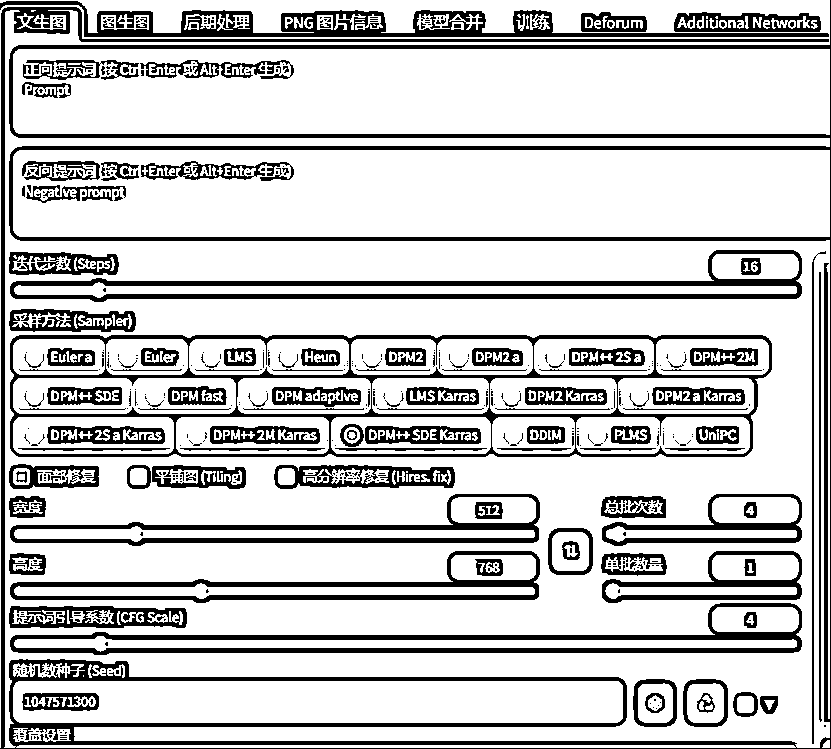 文生图 图生图 后期处理 PNG 图片信息 模型合并 训练 Deforum Additional Networks
正向提示词 (按 Ctrl+Enter 或 Alt+Enter 生成)
Prompt
反向提示词 (按 Ctrl+Enter 或 Alt+Enter 生成)
Negative prompt
迭代步数 (Steps) 16
采样方法 (Sampler)
Euler a Euler LMS Heun DPM2 DPM2 a DPM++ 2S a DPM++ 2M
DPM++ SDE DPM fast DPM adaptive LMS Karras DPM2 Karras DPM2 a Karras
DPM++ 2S a Karras DPM++ 2M Karras DPM++ SDE Karras DDIM PLMS UniPC
面部修复 平铺图 (Tiling) 高分辨率修复 (Hires. fix)
宽度 512 总批次数 4
高度 768 单批数量 1
提示词引导系数 (CFG Scale) 4
随机数种子 (Seed)
1047571300
覆盖设置